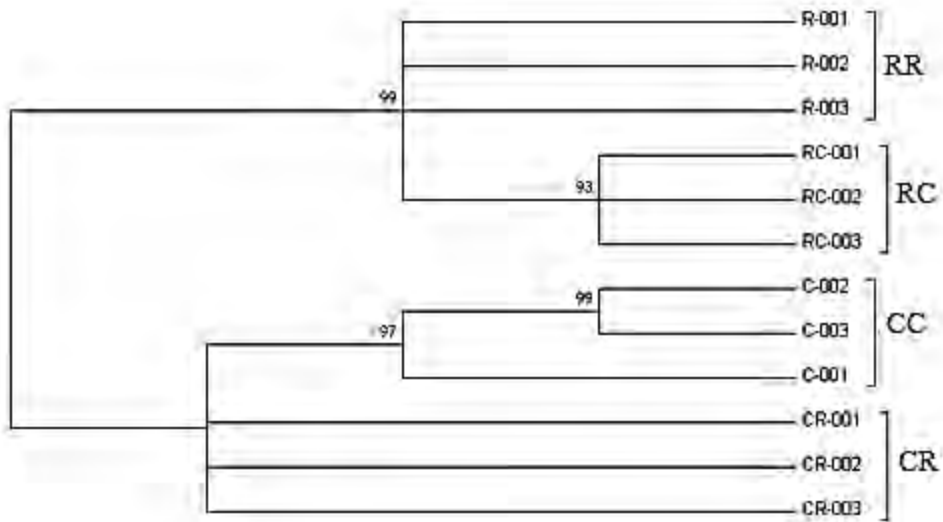 R-001
R-002
RR
99
R-003
RC-001
93
RC-002
RC
RC-003
C-002
99
C-003
CC
97
C-001
CR-001
CR-002
CR
CR-003